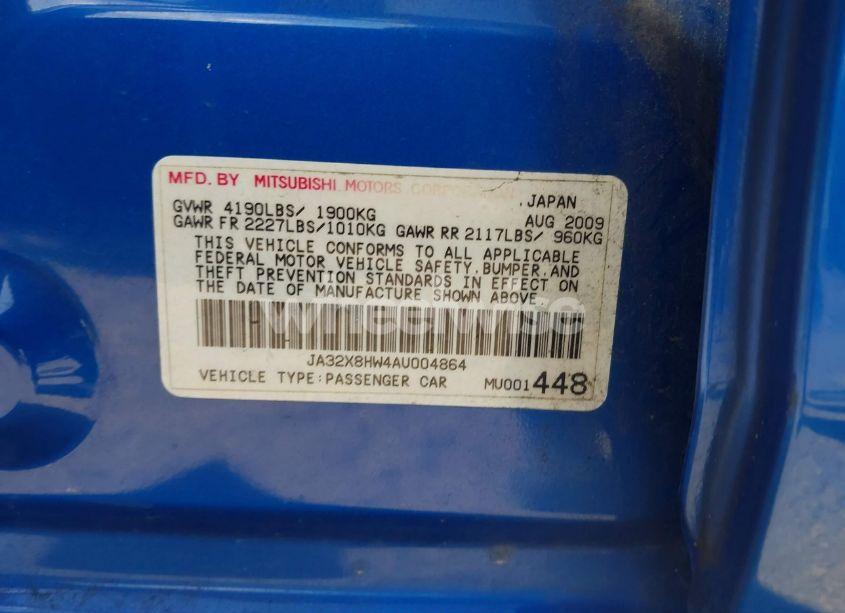 MFD. BY MITSUBISHI MOTORS CORPORATION, JAPAN
GVWR 4190LBS/ 1900KG AUG 2009
GAWR FR 2227LBS/1010KG GAWR RR 2117LBS/ 960KG
THIS VEHICLE CONFORMS TO ALL APPLICABLE
FEDERAL MOTOR VEHICLE SAFETY,BUMPER,AND
THEFT PREVENTION STANDARDS IN EFFECT ON
THE DATE OF MANUFACTURE SHOWN ABOVE.
wheelwise
JA32X8HW4AU004864
VEHICLE TYPE:PASSENGER CAR MU001448